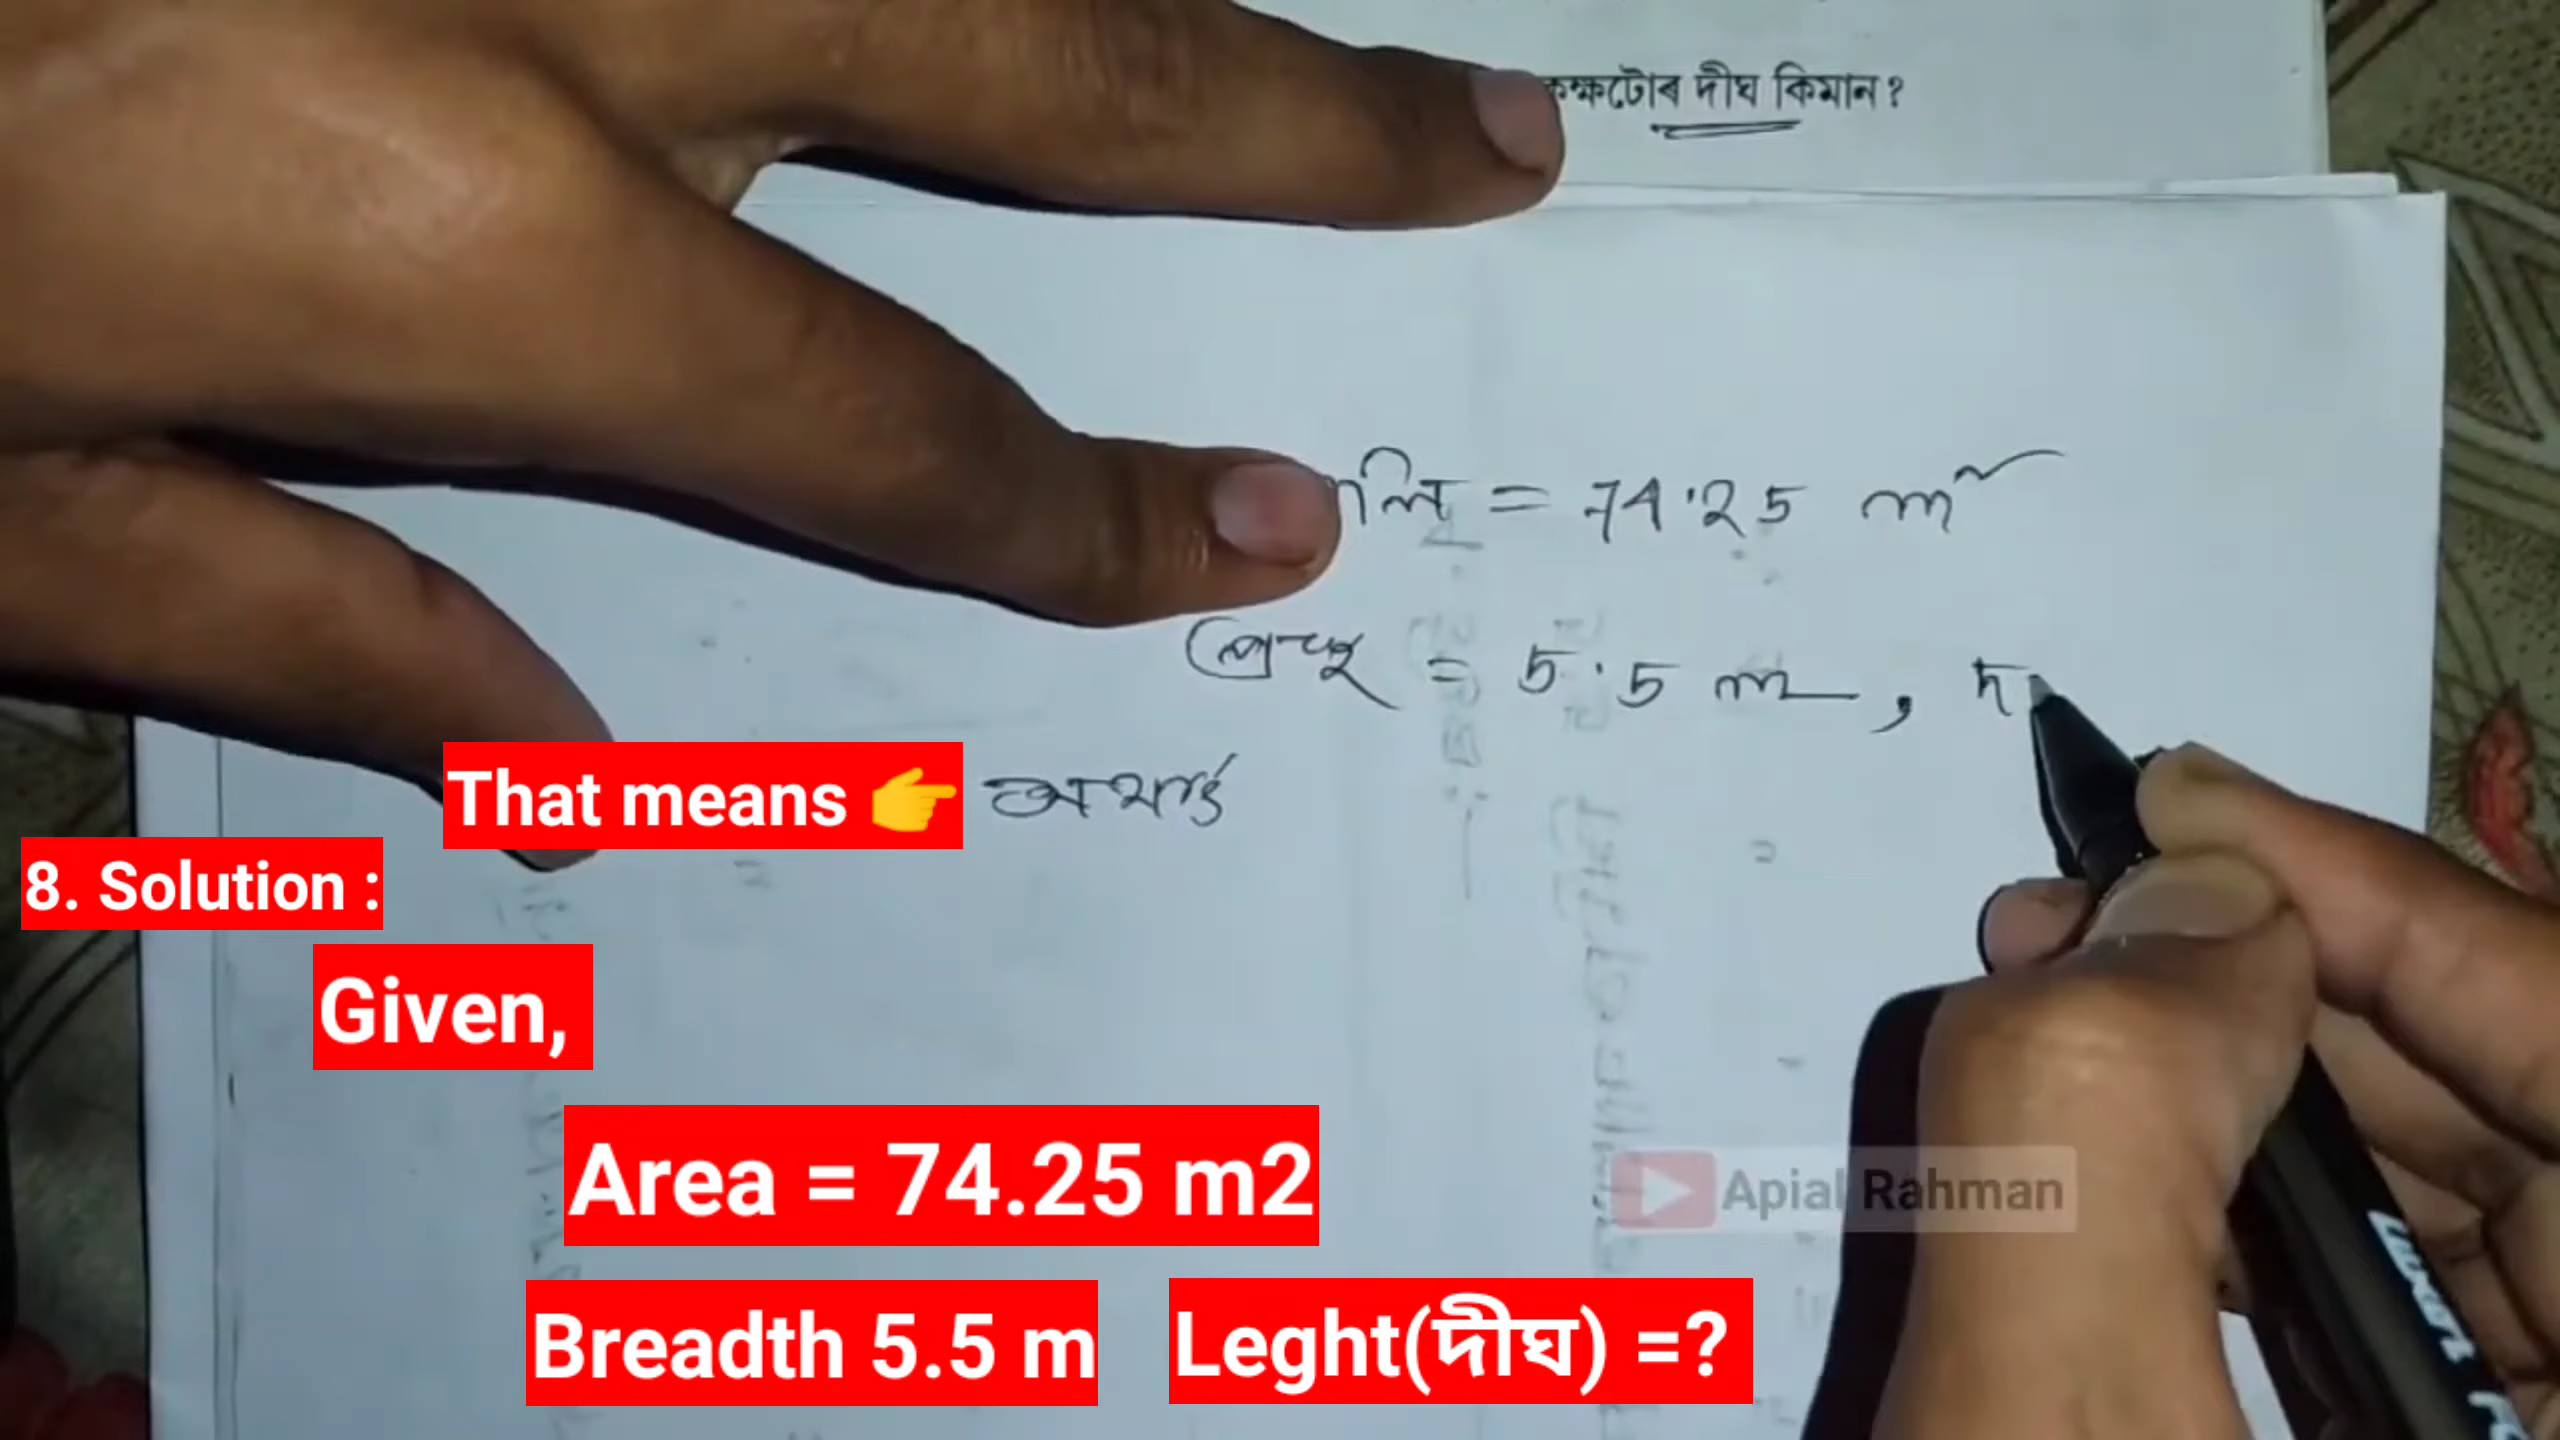 কক্ষটোৰ দীঘ কিমান?
কালি = 74.25 m²
প্ৰস্থ = 5.5 m, দ
That means 👉 অৰ্থাৎ
8. Solution :
Given,
Area = 74.25 m2
Apial Rahman
Breadth 5.5 m Leght(দীঘ) =?